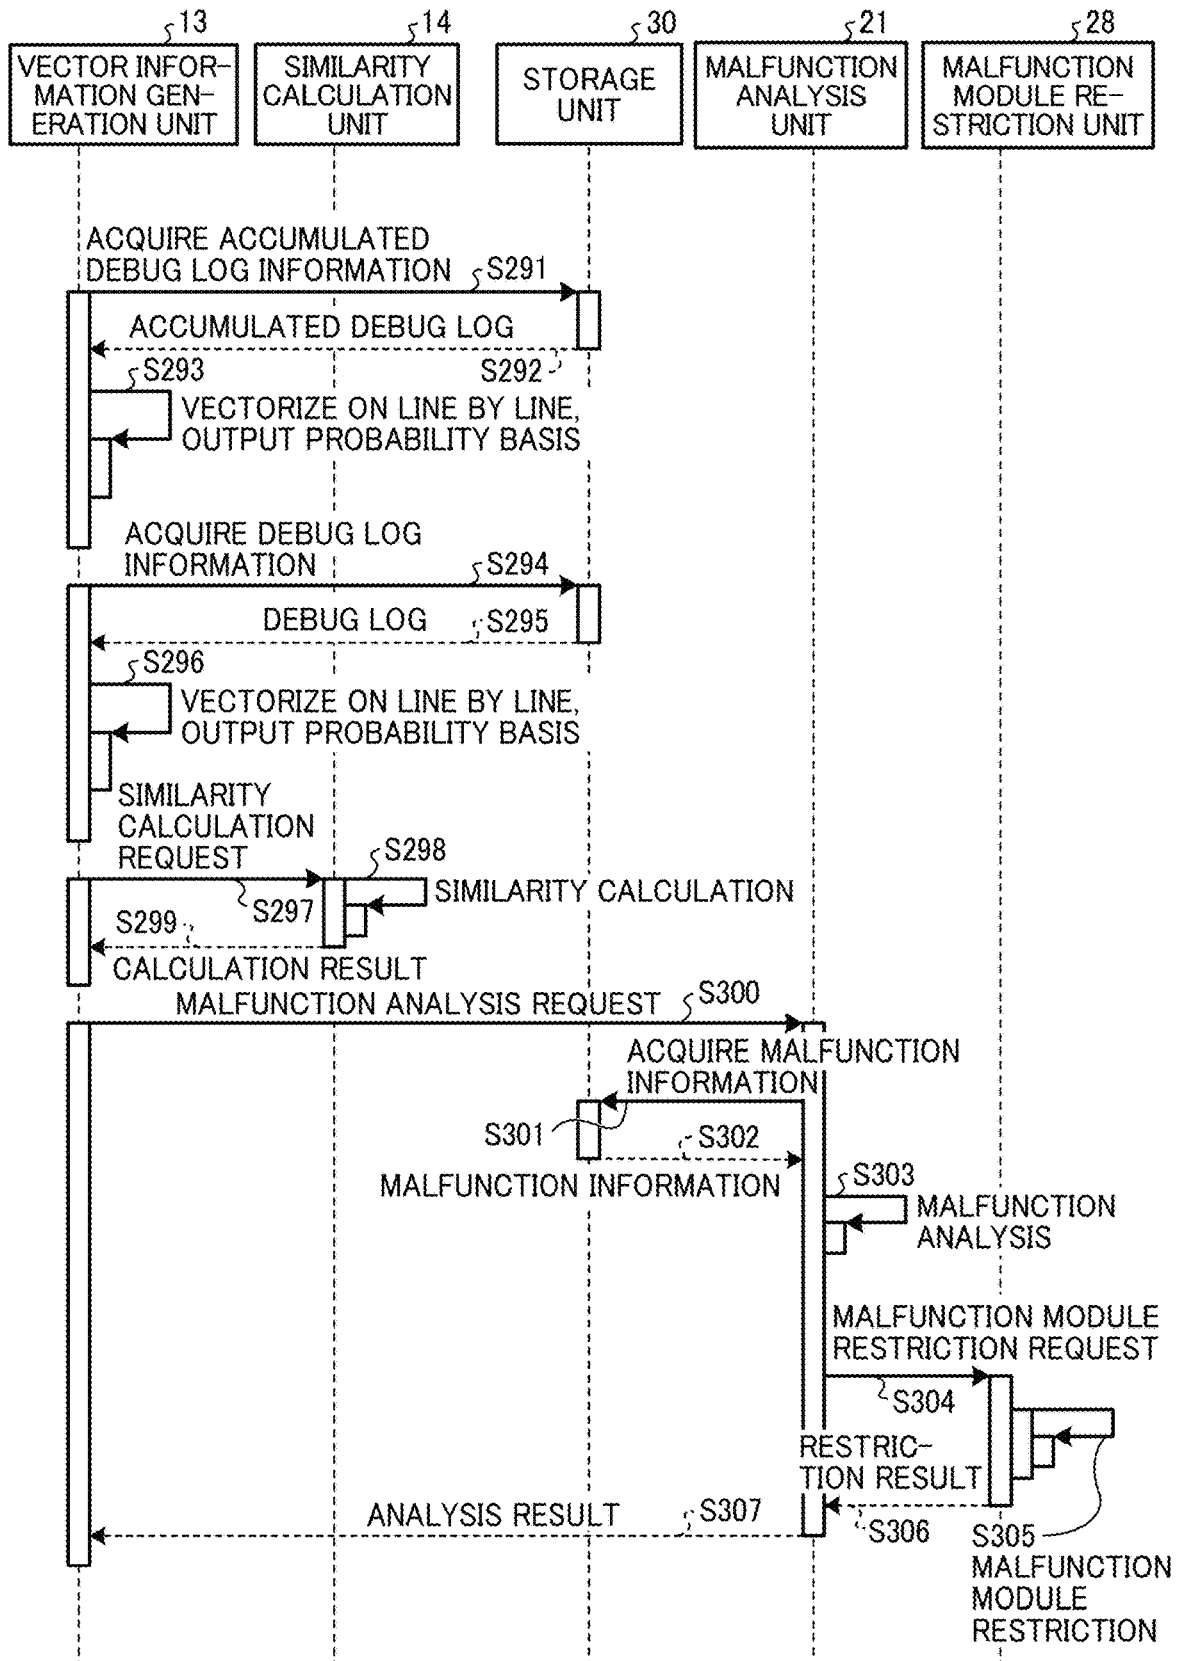 13
14
30
21
28
VECTOR INFOR-
MATION GEN-
ERATION UNIT
SIMILARITY
CALCULATION
UNIT
STORAGE
UNIT
MALFUNCTION
ANALYSIS
UNIT
MALFUNCTION
MODULE RE-
STRICTION UNIT
ACQUIRE ACCUMULATED
DEBUG LOG INFORMATION
S291
ACCUMULATED DEBUG LOG
S292
S293
VECTORIZE ON LINE BY LINE,
OUTPUT PROBABILITY BASIS
ACQUIRE DEBUG LOG
INFORMATION
S294
DEBUG LOG
S295
S296
VECTORIZE ON LINE BY LINE,
OUTPUT PROBABILITY BASIS
SIMILARITY
CALCULATION
REQUEST
S298
SIMILARITY CALCULATION
S297
S299
CALCULATION RESULT
MALFUNCTION ANALYSIS REQUEST
S300
ACQUIRE MALFUNCTION
INFORMATION
S301
S302
MALFUNCTION INFORMATION
S303
MALFUNCTION
ANALYSIS
MALFUNCTION MODULE
RESTRICTION REQUEST
S304
RESTRIC-
TION RESULT
ANALYSIS RESULT
S307
S306
S305
MALFUNCTION
MODULE
RESTRICTION